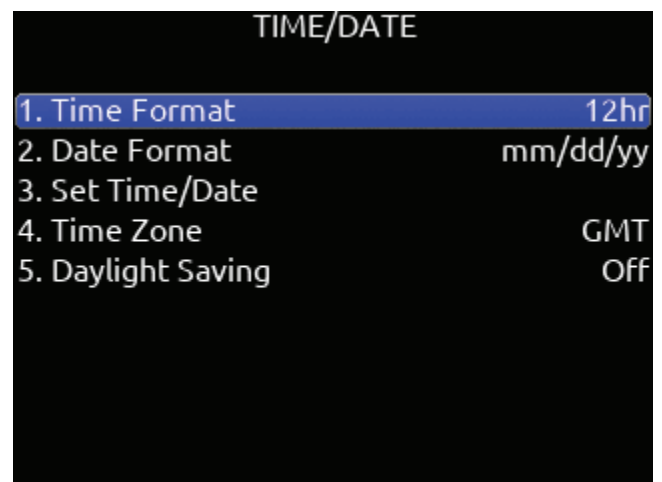 TIME/DATE
1. Time Format 12hr
2. Date Format mm/dd/yy
3. Set Time/Date
4. Time Zone GMT
5. Daylight Saving Off